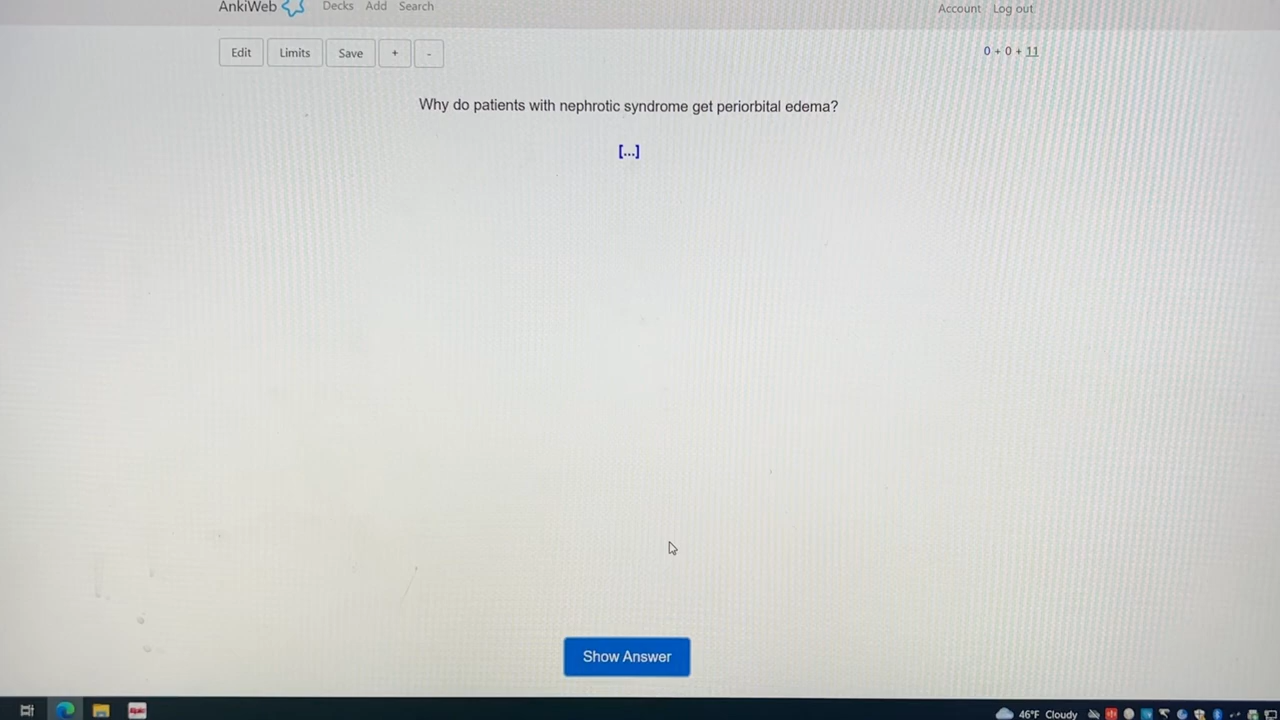 AnkiWeb Decks Add Search Account Log out
Edit Limits Save + - 0 + 0 + 11
Why do patients with nephrotic syndrome get periorbital edema?
[...]
Show Answer
46°F Cloudy